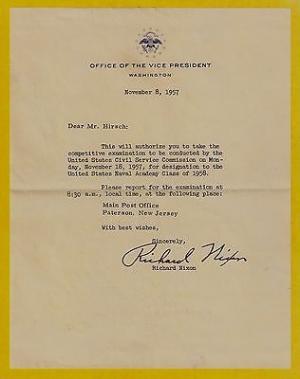 OFFICE OF THE VICE PRESIDENT
WASHINGTON
November 8, 1957
Dear Mr. Hirsch:
This will authorize you to take the
competitive examination to be conducted by the
United States Civil Service Commission on Mon-
day, November 18, 1957, for designation to the
United States Naval Academy Class of 1958.
Please report for the examination at
8:30 a.m., local time, at the following place:
Main Post Office
Paterson, New Jersey
With best wishes,
Sincerely,
Richard Nixon
Richard Nixon